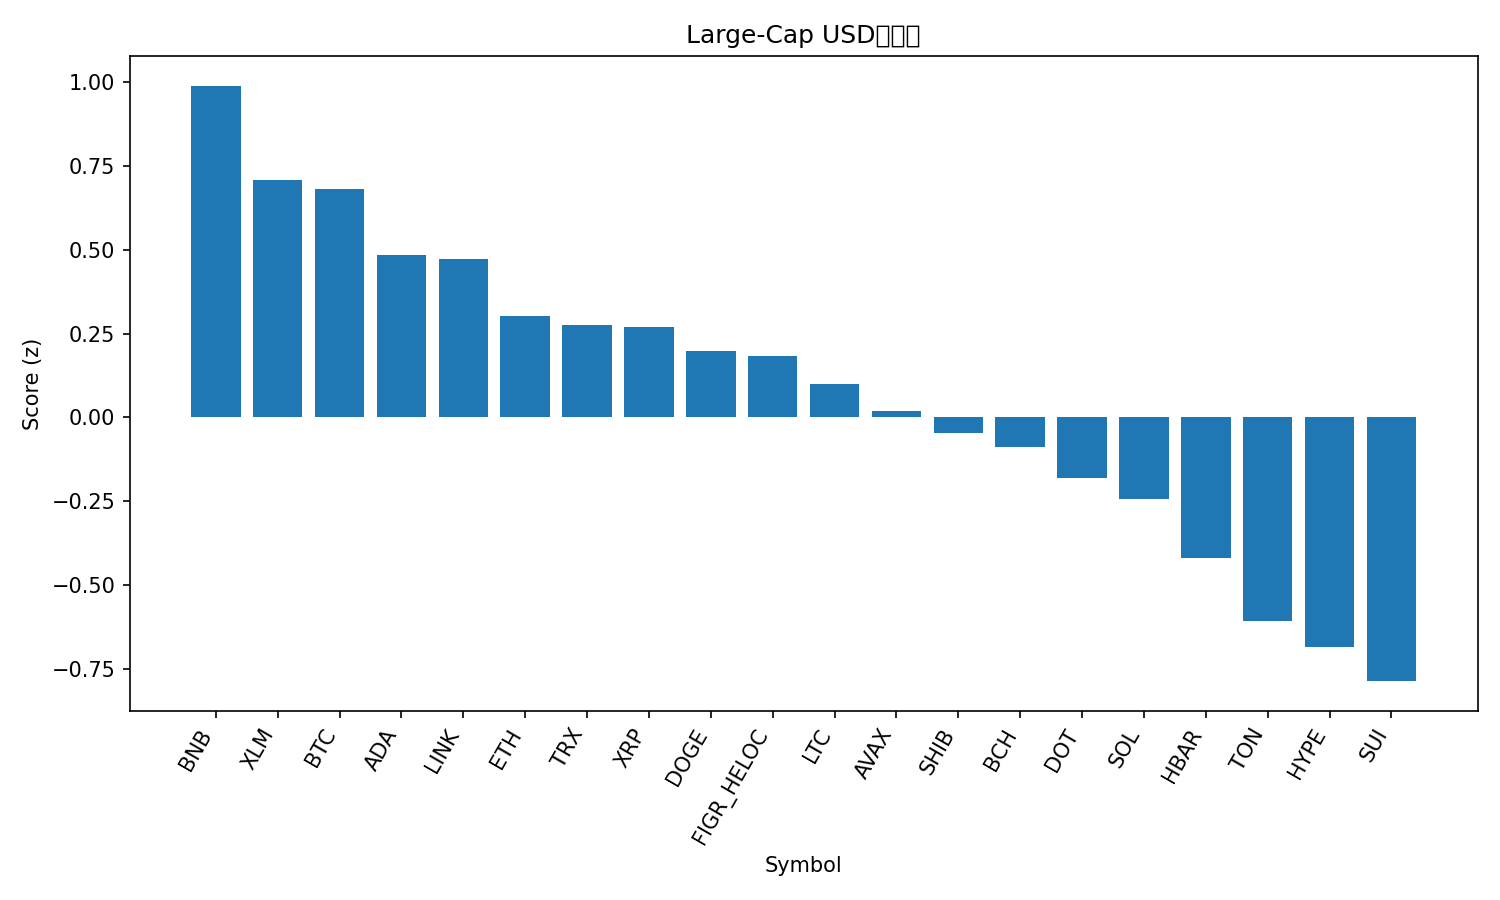 Large-Cap USD
1.00
0.75
0.50
0.25
0.00
−0.25
−0.50
−0.75
Score (z)
BNB
XLM
BTC
ADA
LINK
ETH
TRX
XRP
DOGE
FIGR_HELOC
LTC
AVAX
SHIB
BCH
DOT
SOL
HBAR
TON
HYPE
SUI
Symbol